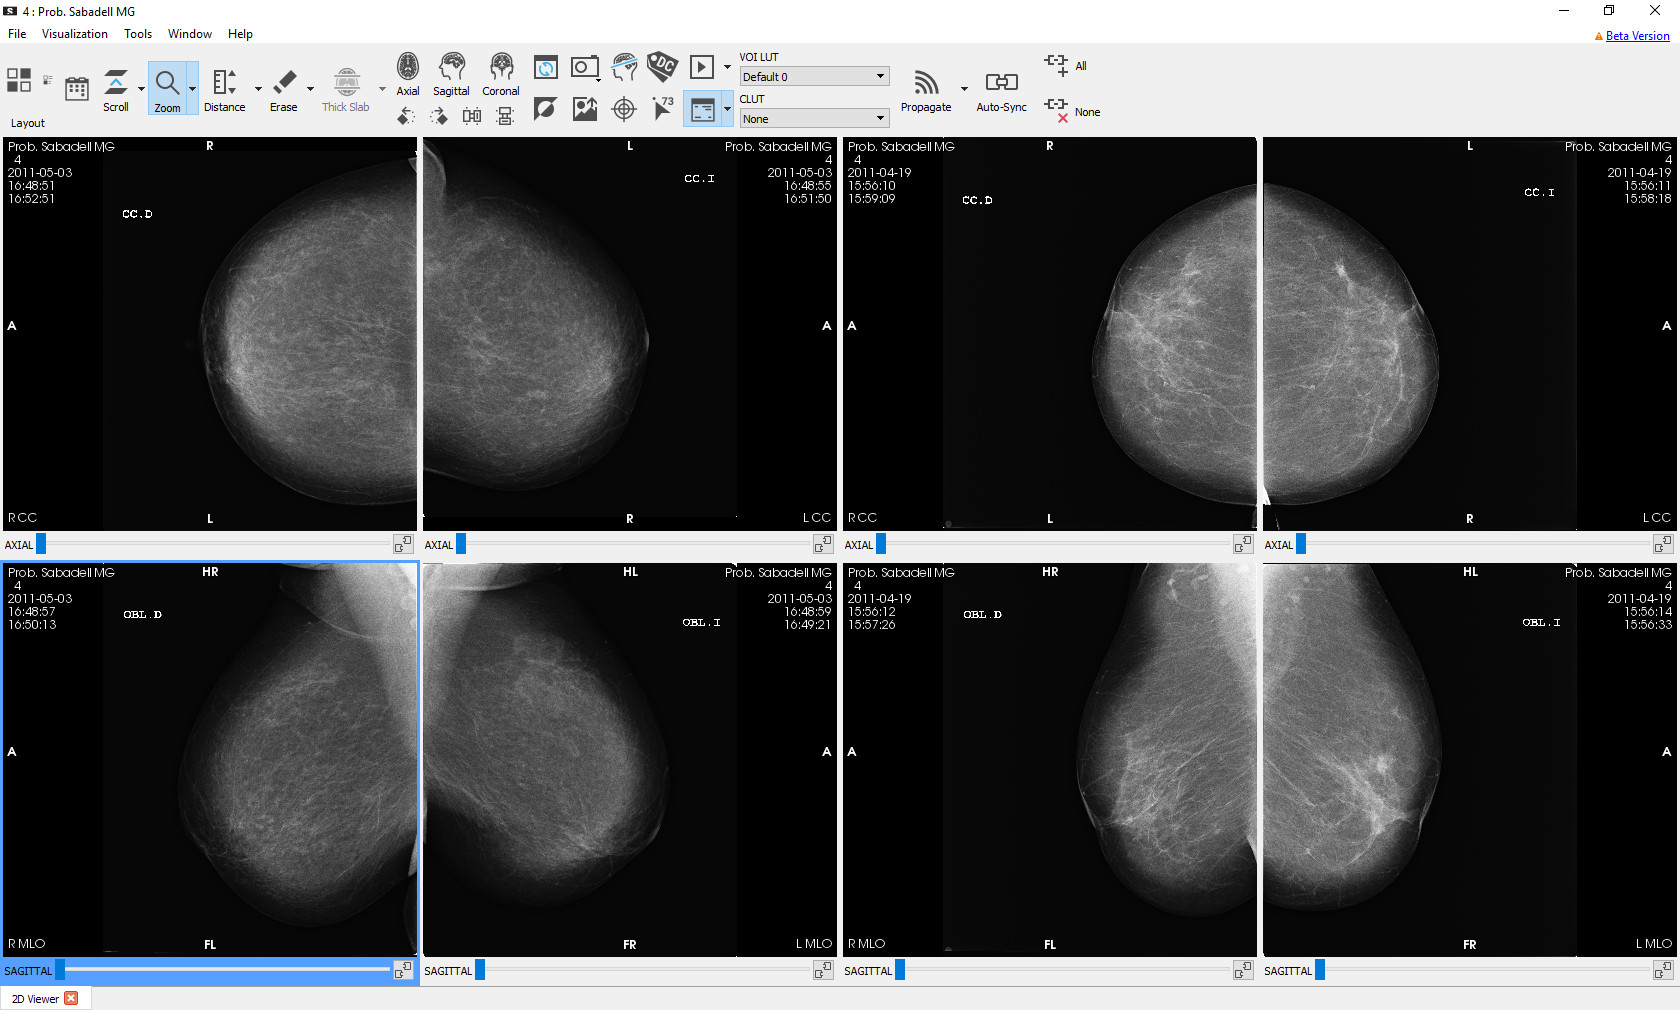 4 : Prob. Sabadell MG
File Visualization Tools Window Help
Beta Version
Layout
Scroll
Zoom
Distance
Erase
Thick Slab
Axial
Sagittal
Coronal
DC
73
VOI LUT
Default 0
CLUT
None
Propagate
Auto-Sync
All
None
Prob. Sabadell MG
4
2011-05-03
16:48:51
16:52:51
R
CC.D
A
R CC
L
AXIAL
L
Prob. Sabadell MG
4
2011-05-03
16:48:55
16:51:50
CC.I
A
R
L CC
AXIAL
Prob. Sabadell MG
4
2011-04-19
15:56:10
15:59:09
R
CC.D
A
R CC
L
AXIAL
L
Prob. Sabadell MG
4
2011-04-19
15:56:11
15:58:18
CC.I
A
R
L CC
AXIAL
Prob. Sabadell MG
4
2011-05-03
16:48:57
16:50:13
HR
OBL.D
A
R MLO
FL
SAGITTAL
HL
Prob. Sabadell MG
4
2011-05-03
16:48:59
16:49:21
OBL.I
A
FR
L MLO
SAGITTAL
Prob. Sabadell MG
4
2011-04-19
15:56:12
15:57:26
HR
OBL.D
A
R MLO
FL
SAGITTAL
HL
Prob. Sabadell MG
4
2011-04-19
15:56:14
15:56:33
OBL.I
A
FR
L MLO
SAGITTAL
2D Viewer